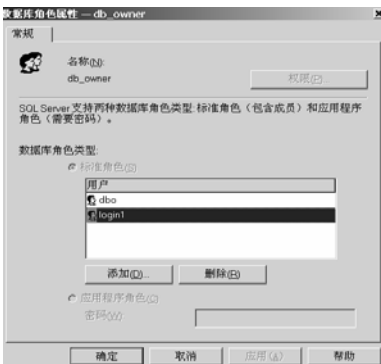 数据库角色属性 — db_owner
常规
名称(N):
db_owner
权限(P)...
SQL Server 支持两种数据库角色类型:标准角色（包含成员）和应用程序
角色（需要密码）。
数据库角色类型:
标准角色(S)
用户
dbo
login1
添加(D)...
删除(R)
应用程序角色(C)
密码(W):
确定
取消
应用(A)
帮助